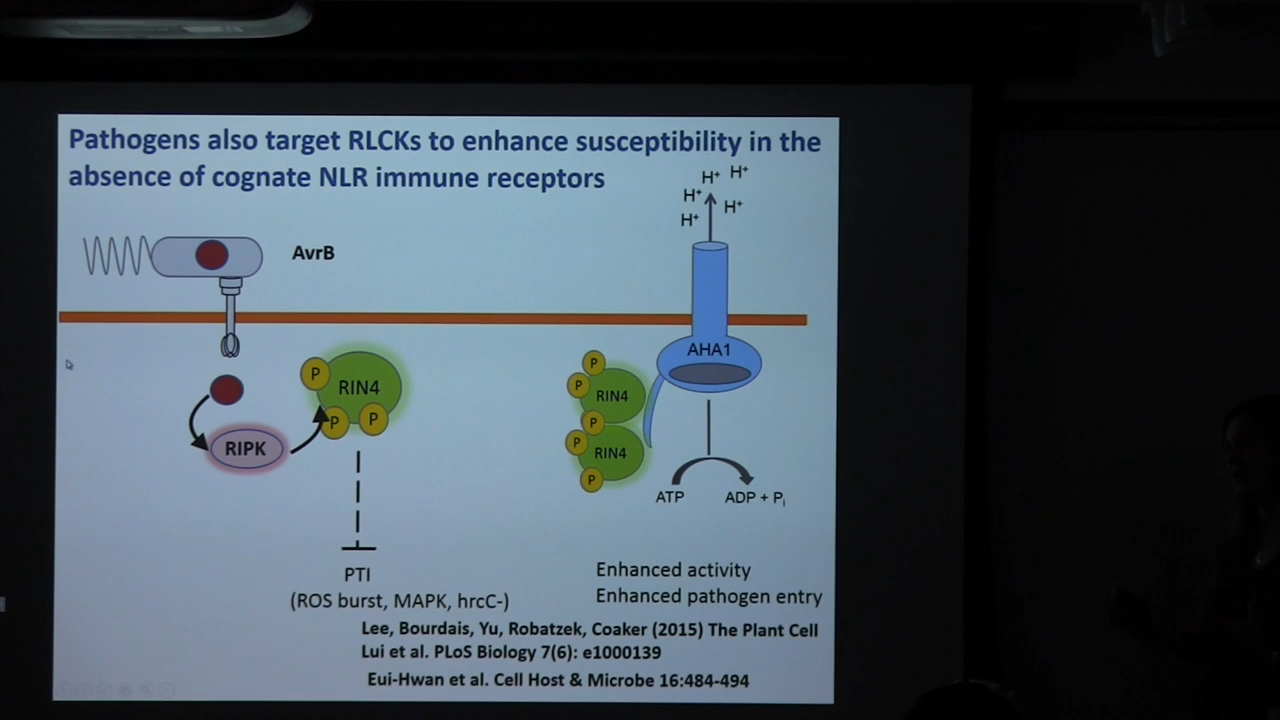 Pathogens also target RLCKs to enhance susceptibility in the
absence of cognate NLR immune receptors
H+ H+
H+ H+
H+
AvrB
AHA1
P
RIN4
P P
RIPK
P
P
RIN4
P
P
RIN4
P
ATP ADP + Pi
PTI
(ROS burst, MAPK, hrcC-)
Enhanced activity
Enhanced pathogen entry
Lee, Bourdais, Yu, Robatzek, Coaker (2015) The Plant Cell
Lui et al. PLoS Biology 7(6): e1000139
Eui-Hwan et al. Cell Host & Microbe 16:484-494